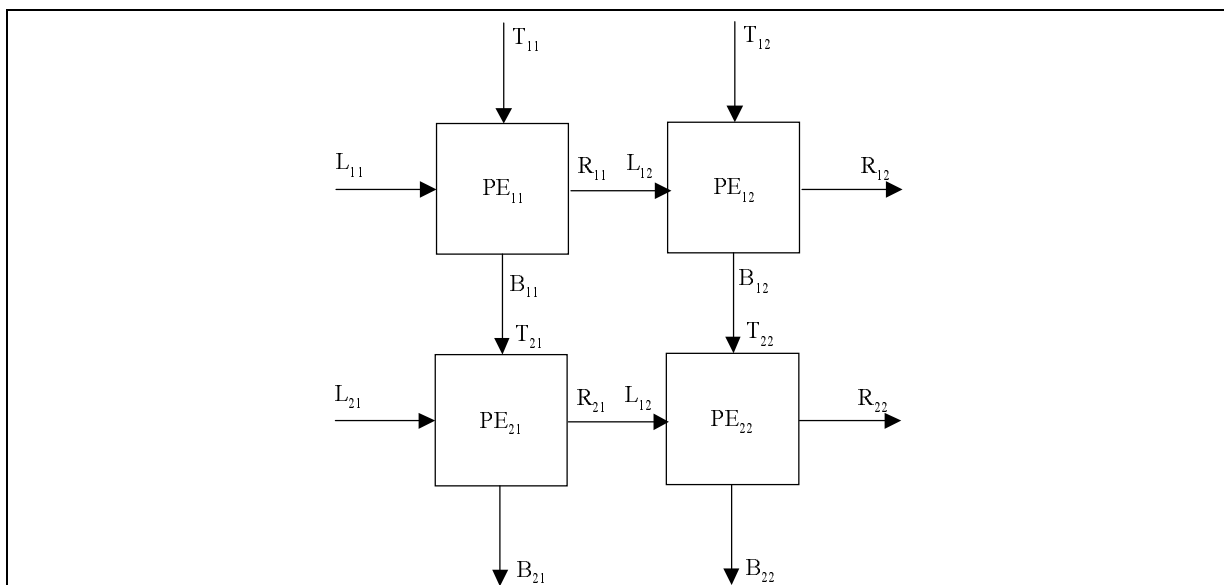 T₁₁ T₁₂
L₁₁ R₁₁ L₁₂ R₁₂
PE₁₁ PE₁₂
B₁₁ B₁₂
T₂₁ T₂₂
L₂₁ R₂₁ L₁₂ R₂₂
PE₂₁ PE₂₂
B₂₁ B₂₂